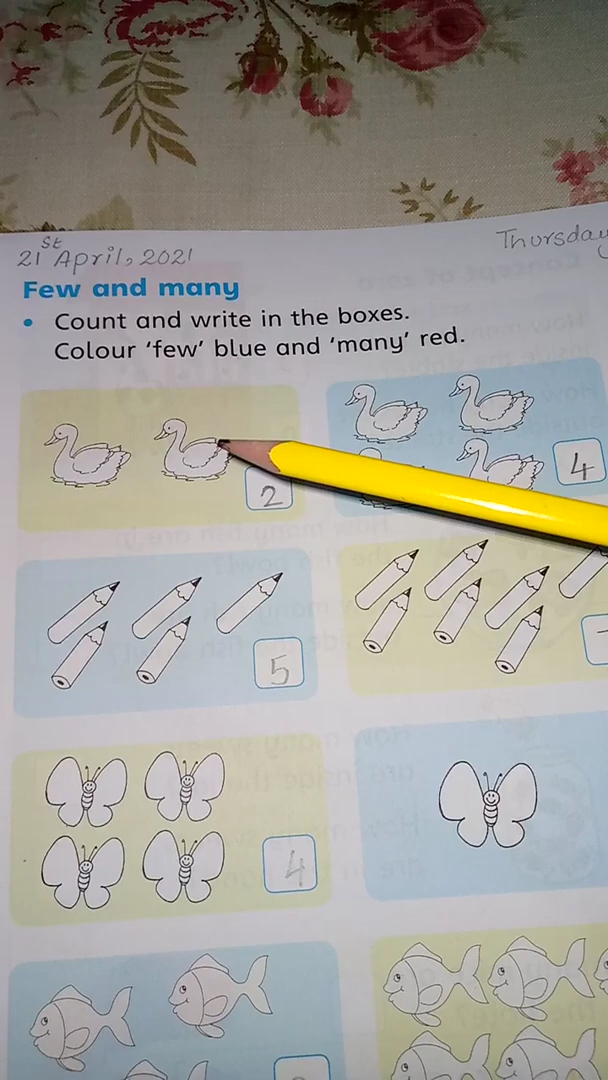 21st April, 2021
Thursday
Few and many
• Count and write in the boxes.
Colour 'few' blue and 'many' red.
2
4
5
4